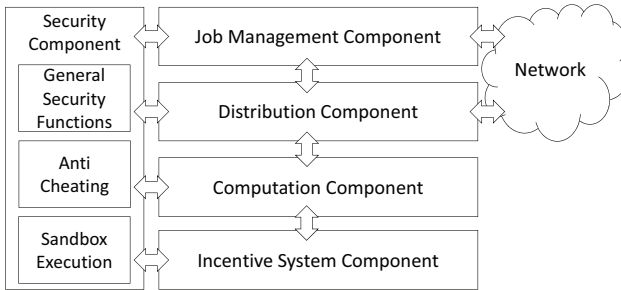 Security
Component
General
Security
Functions
Anti
Cheating
Sandbox
Execution
Job Management Component
Distribution Component
Computation Component
Incentive System Component
Network